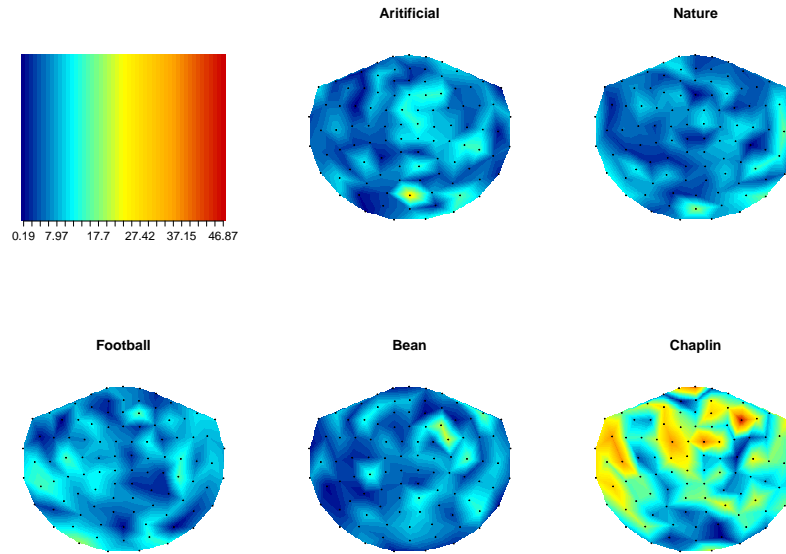 Aritificial
Nature
0.19 7.97 17.7 27.42 37.15 46.87
Football
Bean
Chaplin